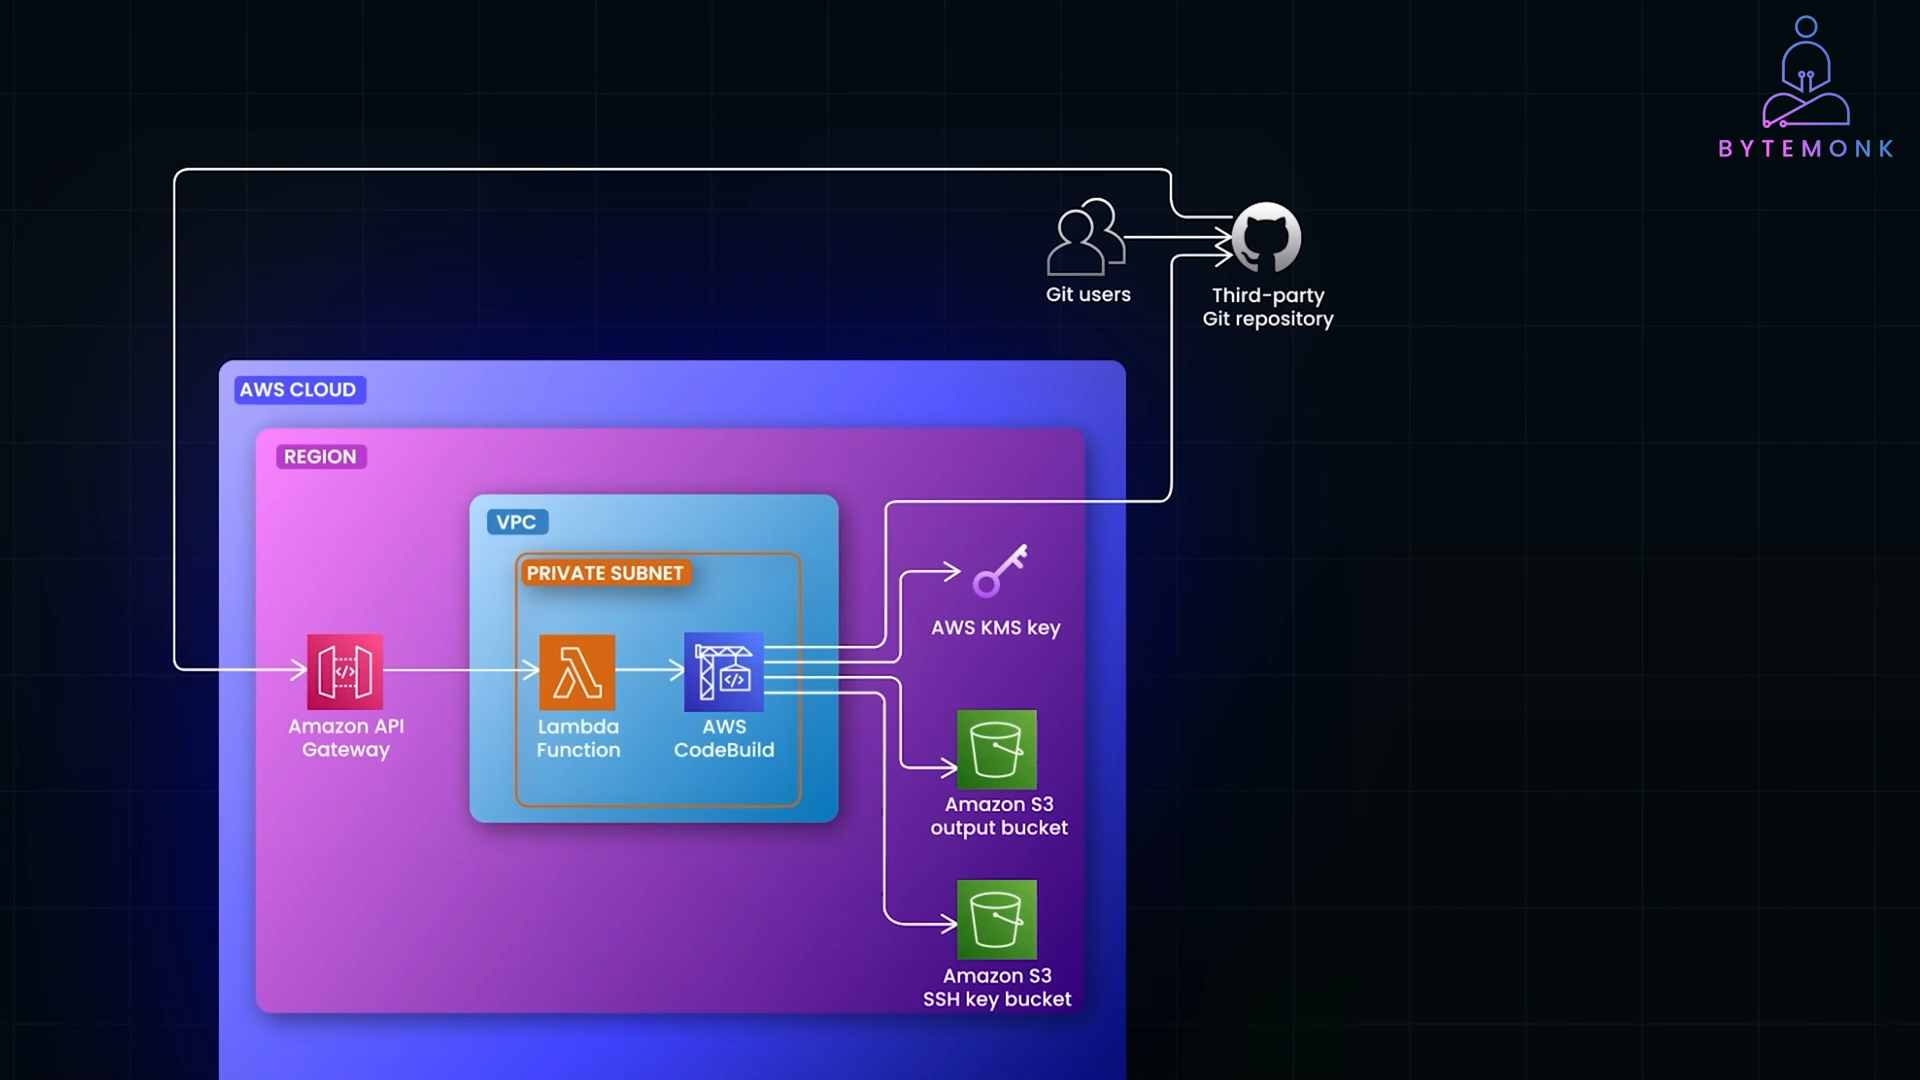 BYTEMONK
Git users
Third-party
Git repository
AWS CLOUD
REGION
VPC
PRIVATE SUBNET
AWS KMS key
Amazon API
Gateway
Lambda
Function
AWS
CodeBuild
Amazon S3
output bucket
Amazon S3
SSH key bucket